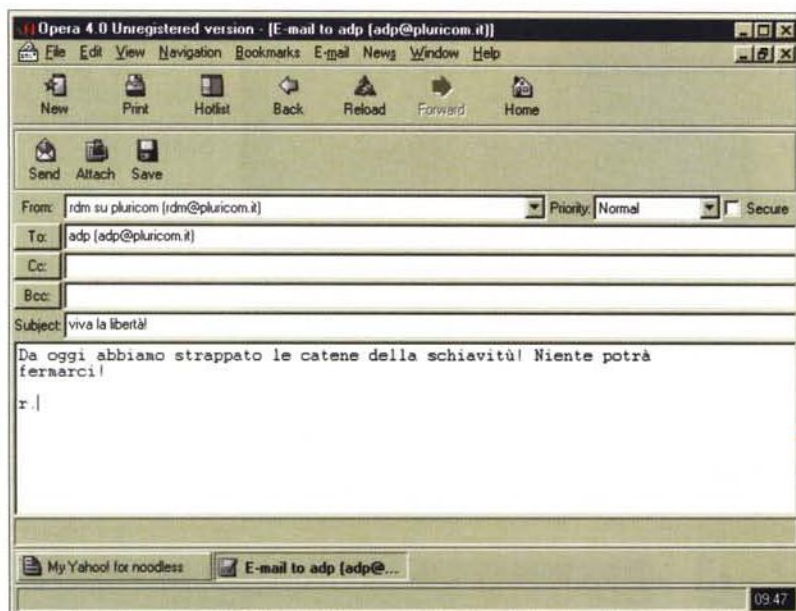 Opera 4.0 Unregistered version - [E-mail to adp (adp@pluricom.it)]
File Edit View Navigation Bookmarks E-mail News Window Help
New Print Hotlist Back Reload Forward Home
Send Attach Save
From: rdm su pluricom (rdm@pluricom.it) Priority: Normal Secure
To: adp (adp@pluricom.it)
Cc:
Bcc:
Subject: viva la libertà!
Da oggi abbiamo strappato le catene della schiavitù! Niente potrà
fermarci!
r.
My Yahoo! for noodless E-mail to adp (adp@...
09.47